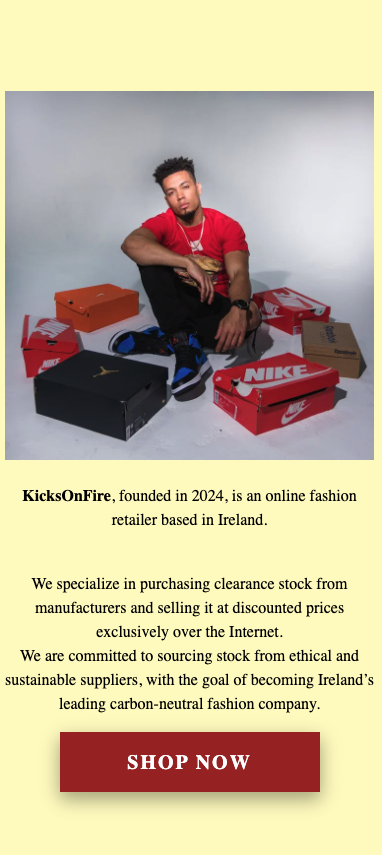 NIKE
NIKE
NIKE
Reebok
Reebok
KicksOnFire, founded in 2024, is an online fashion
retailer based in Ireland.
We specialize in purchasing clearance stock from
manufacturers and selling it at discounted prices
exclusively over the Internet.
We are committed to sourcing stock from ethical and
sustainable suppliers, with the goal of becoming Ireland’s
leading carbon-neutral fashion company.
SHOP NOW